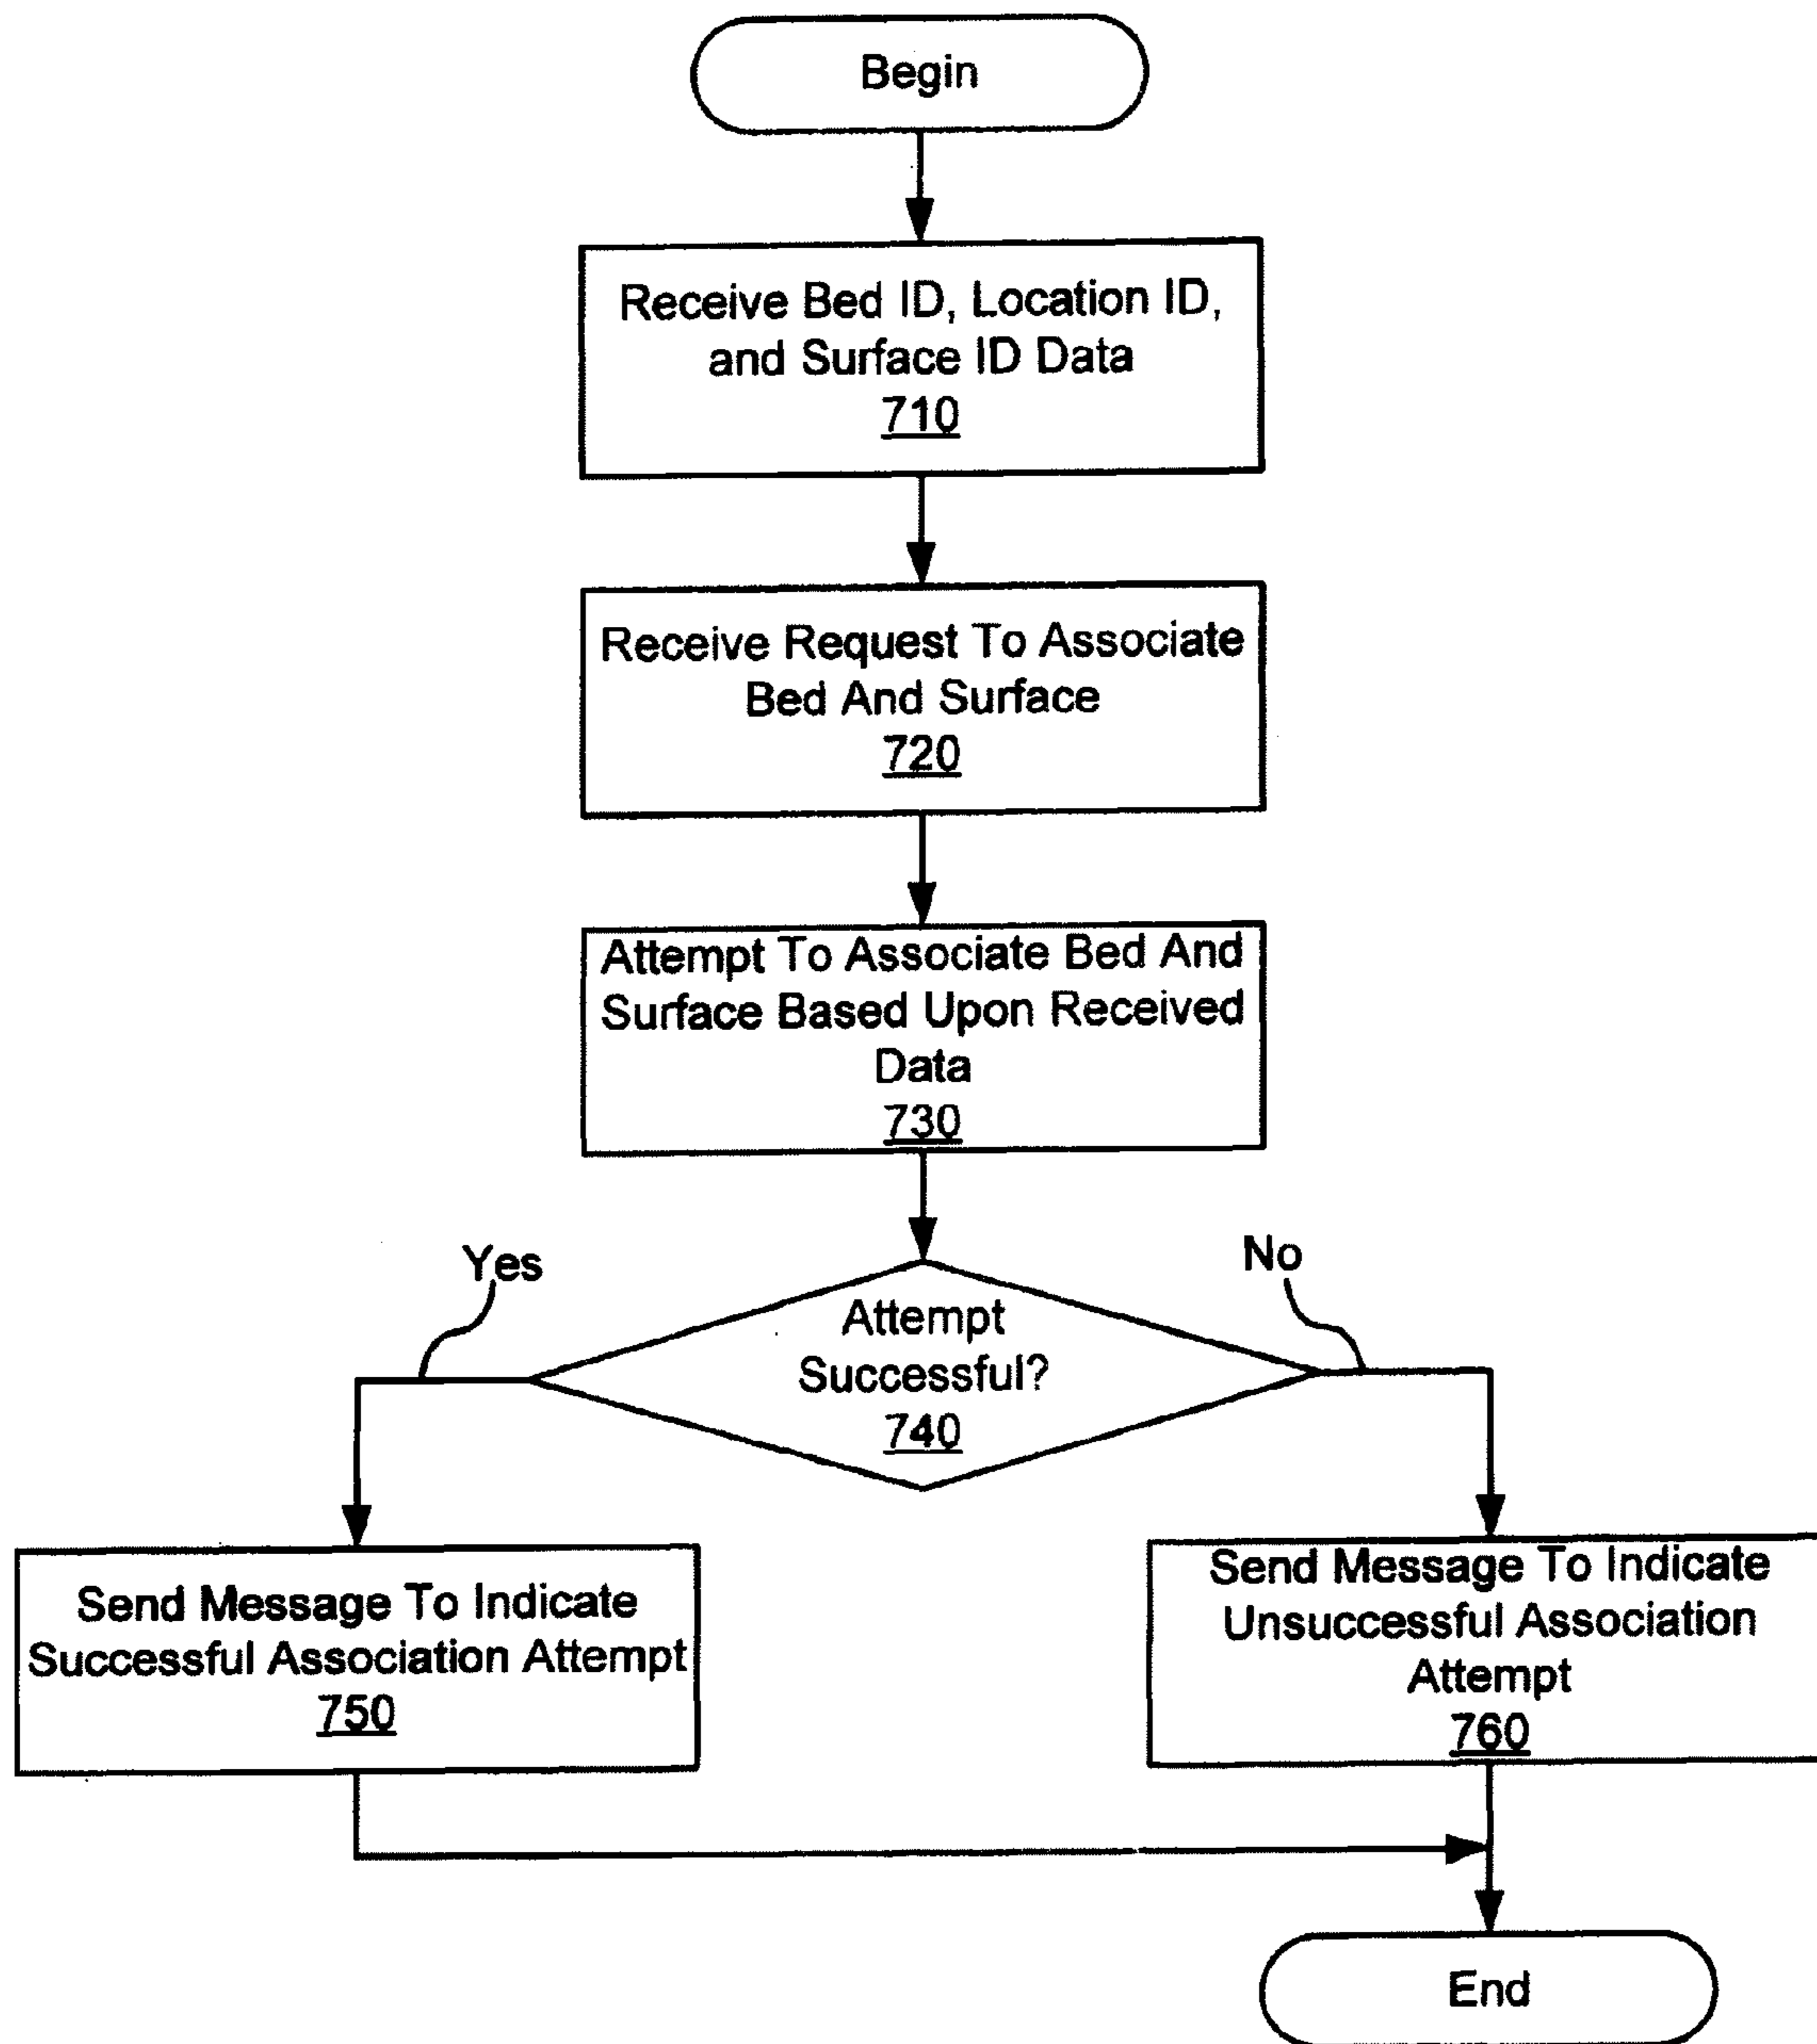 Begin
Receive Bed ID, Location ID,
and Surface ID Data
710
Receive Request To Associate
Bed And Surface
720
Attempt To Associate Bed And
Surface Based Upon Received
Data
730
Yes
No
Attempt
Successful?
740
Send Message To Indicate
Successful Association Attempt
750
Send Message To Indicate
Unsuccessful Association
Attempt
760
End